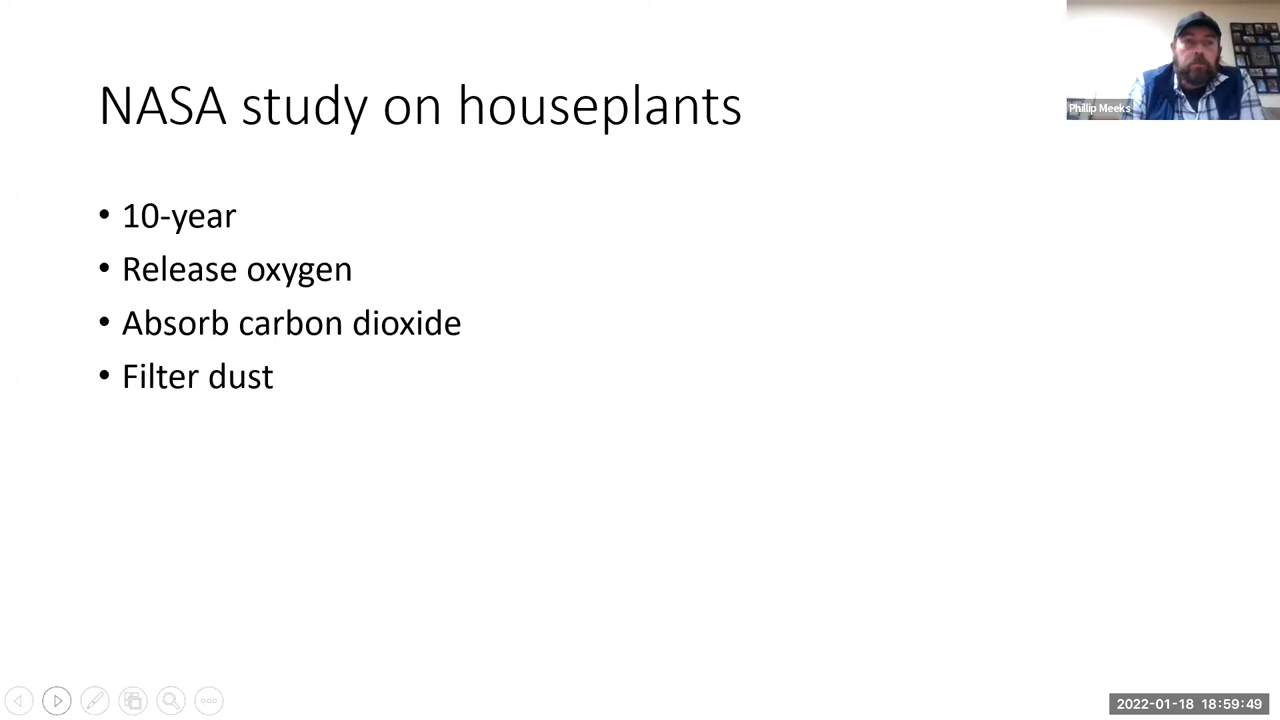 NASA study on houseplants
Phillip Meeks
• 10-year
• Release oxygen
• Absorb carbon dioxide
• Filter dust
2022-01-18 18:59:49